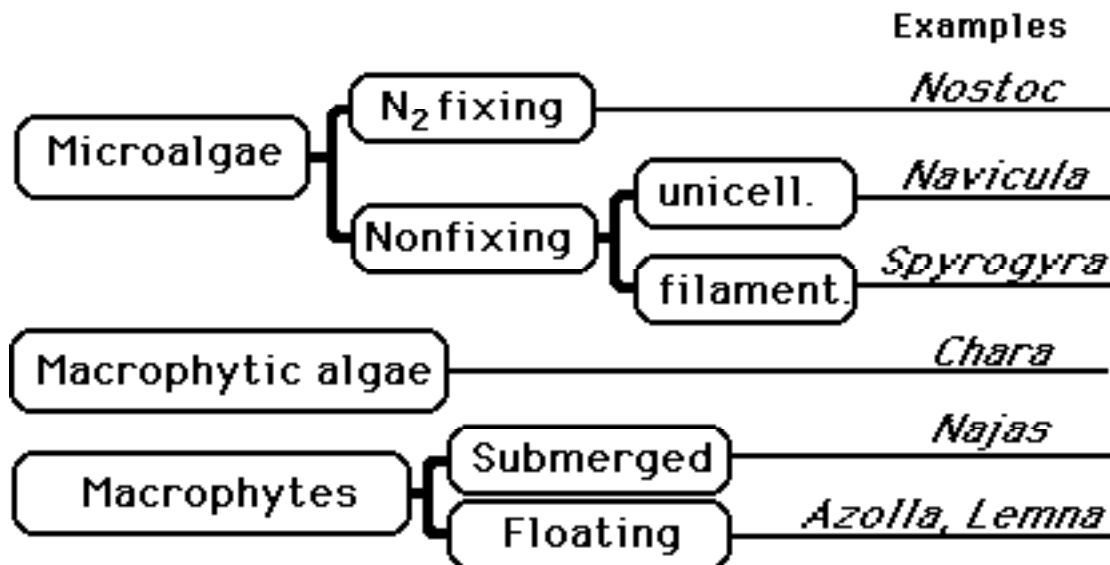 Examples
N₂ fixing
Nostoc
Microalgae
unicell.
Navicula
Nonfixing
filament.
Spyrogyra
Macrophytic algae
Chara
Submerged
Najas
Macrophytes
Floating
Azolla, Lemna